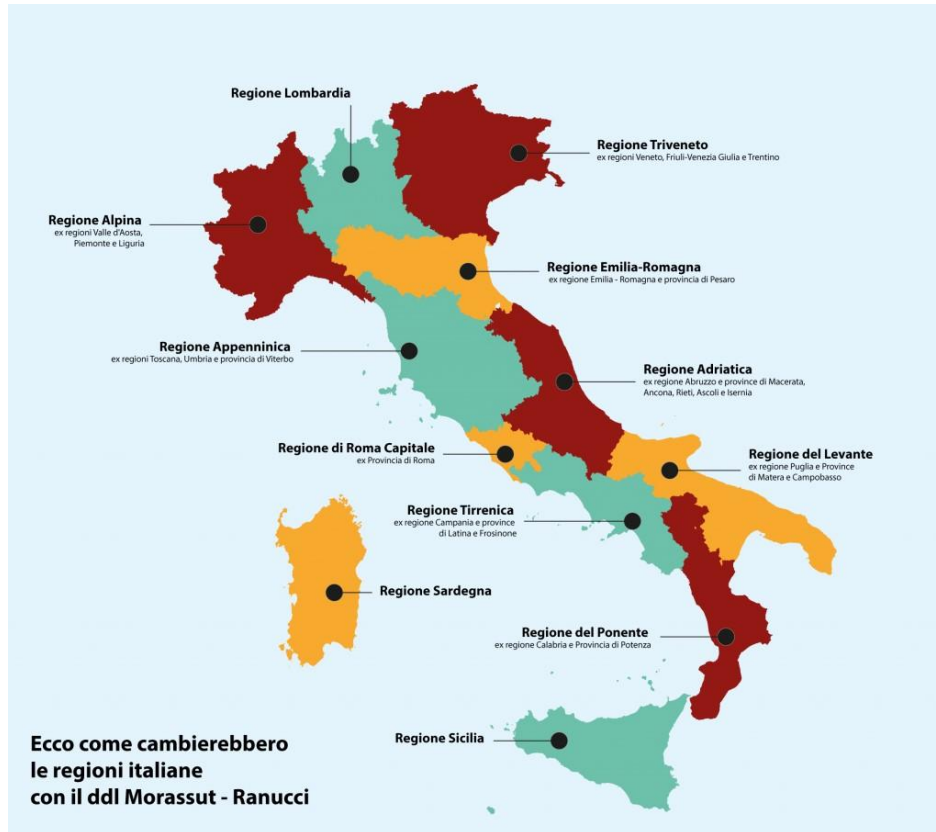 Regione Lombardia
Regione Triveneto
ex regioni Veneto, Friuli-Venezia Giulia e Trentino
Regione Alpina
ex regioni Valle d'Aosta,
Piemonte e Liguria
Regione Emilia-Romagna
ex regione Emilia - Romagna e provincia di Pesaro
Regione Appenninica
ex regioni Toscana, Umbria e provincia di Viterbo
Regione Adriatica
ex regione Abruzzo e province di Macerata,
Ancona, Rieti, Ascoli e Isernia
Regione di Roma Capitale
ex Provincia di Roma
Regione del Levante
ex regione Puglia e Province
di Matera e Campobasso
Regione Tirrenica
ex regione Campania e province
di Latina e Frosinone
Regione Sardegna
Regione del Ponente
ex regione Calabria e Provincia di Potenza
Regione Sicilia
Ecco come cambierebbero
le regioni italiane
con il ddl Morassut - Ranucci